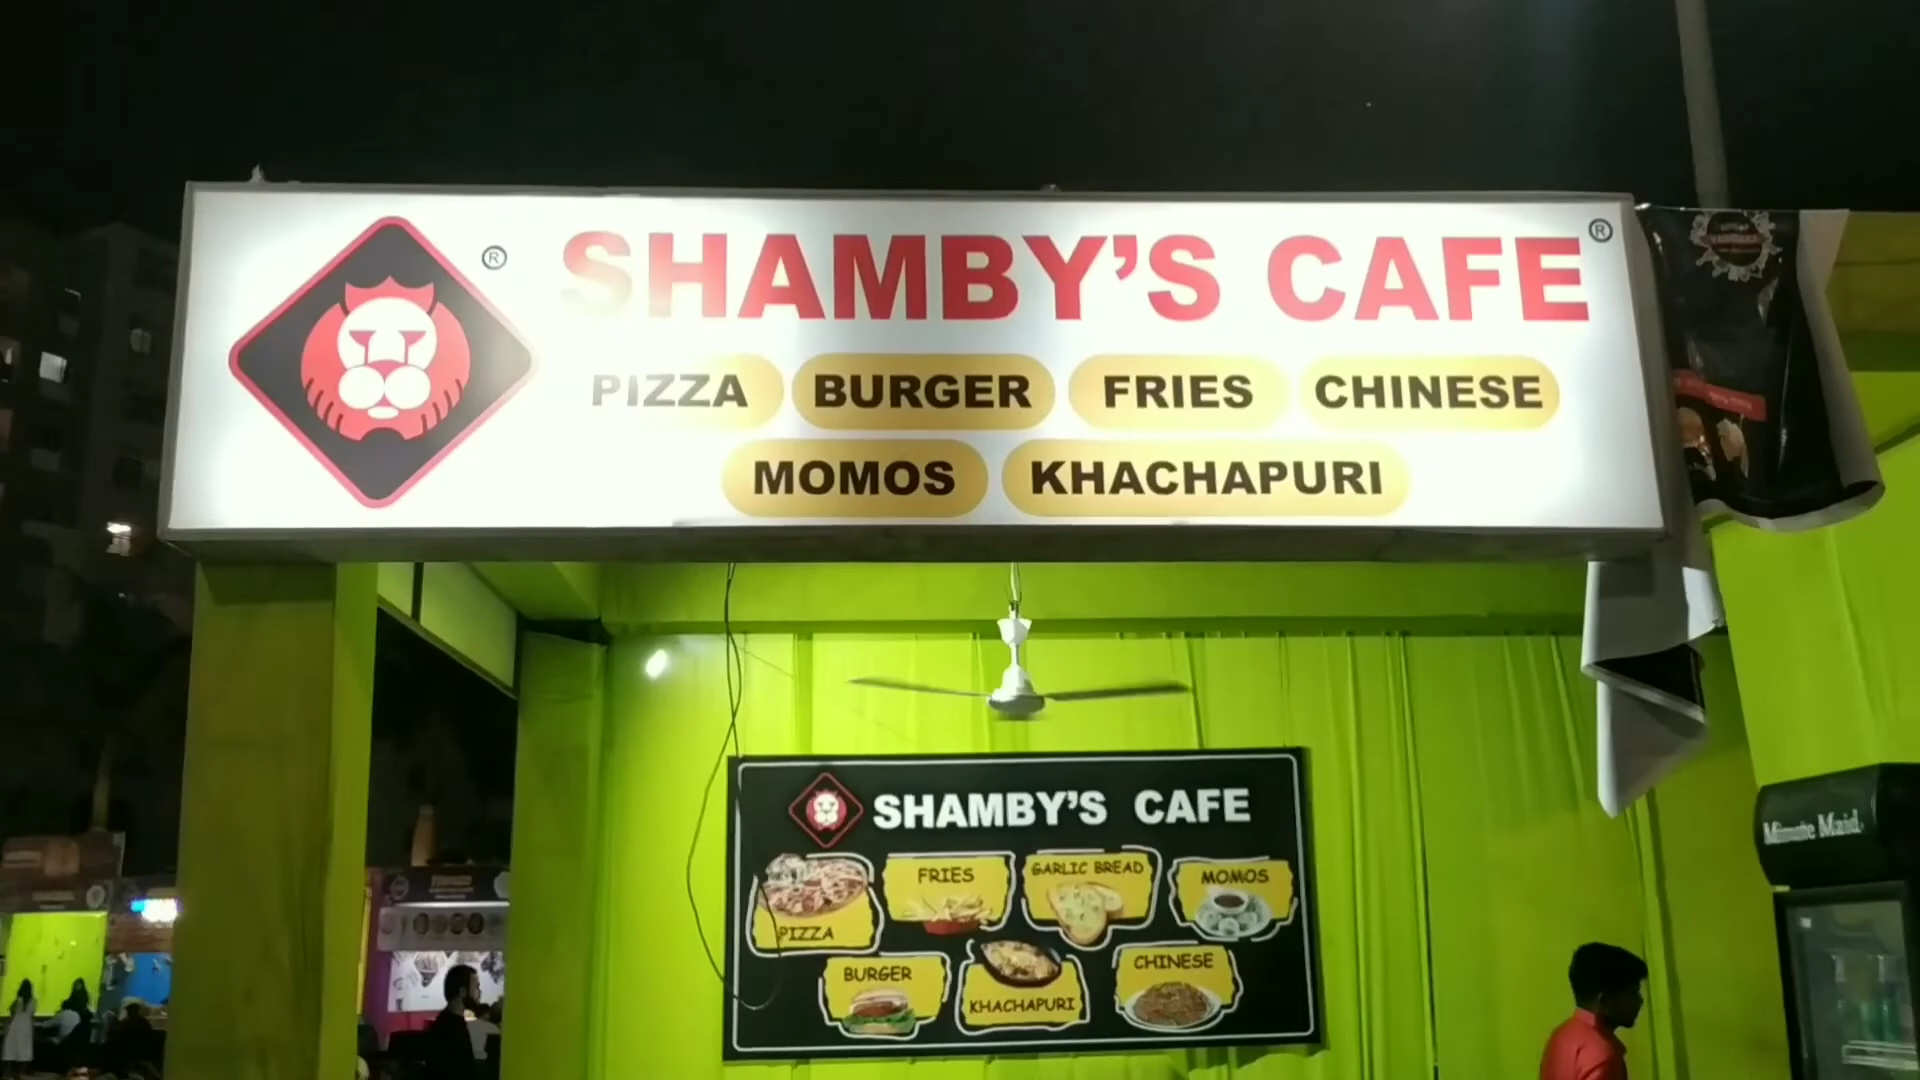 ® SHAMBY'S CAFE ®
PIZZA BURGER FRIES CHINESE
MOMOS KHACHAPURI
SHAMBY'S CAFE
FRIES GARLIC BREAD MOMOS
PIZZA
BURGER KHACHAPURI CHINESE
Minute Maid